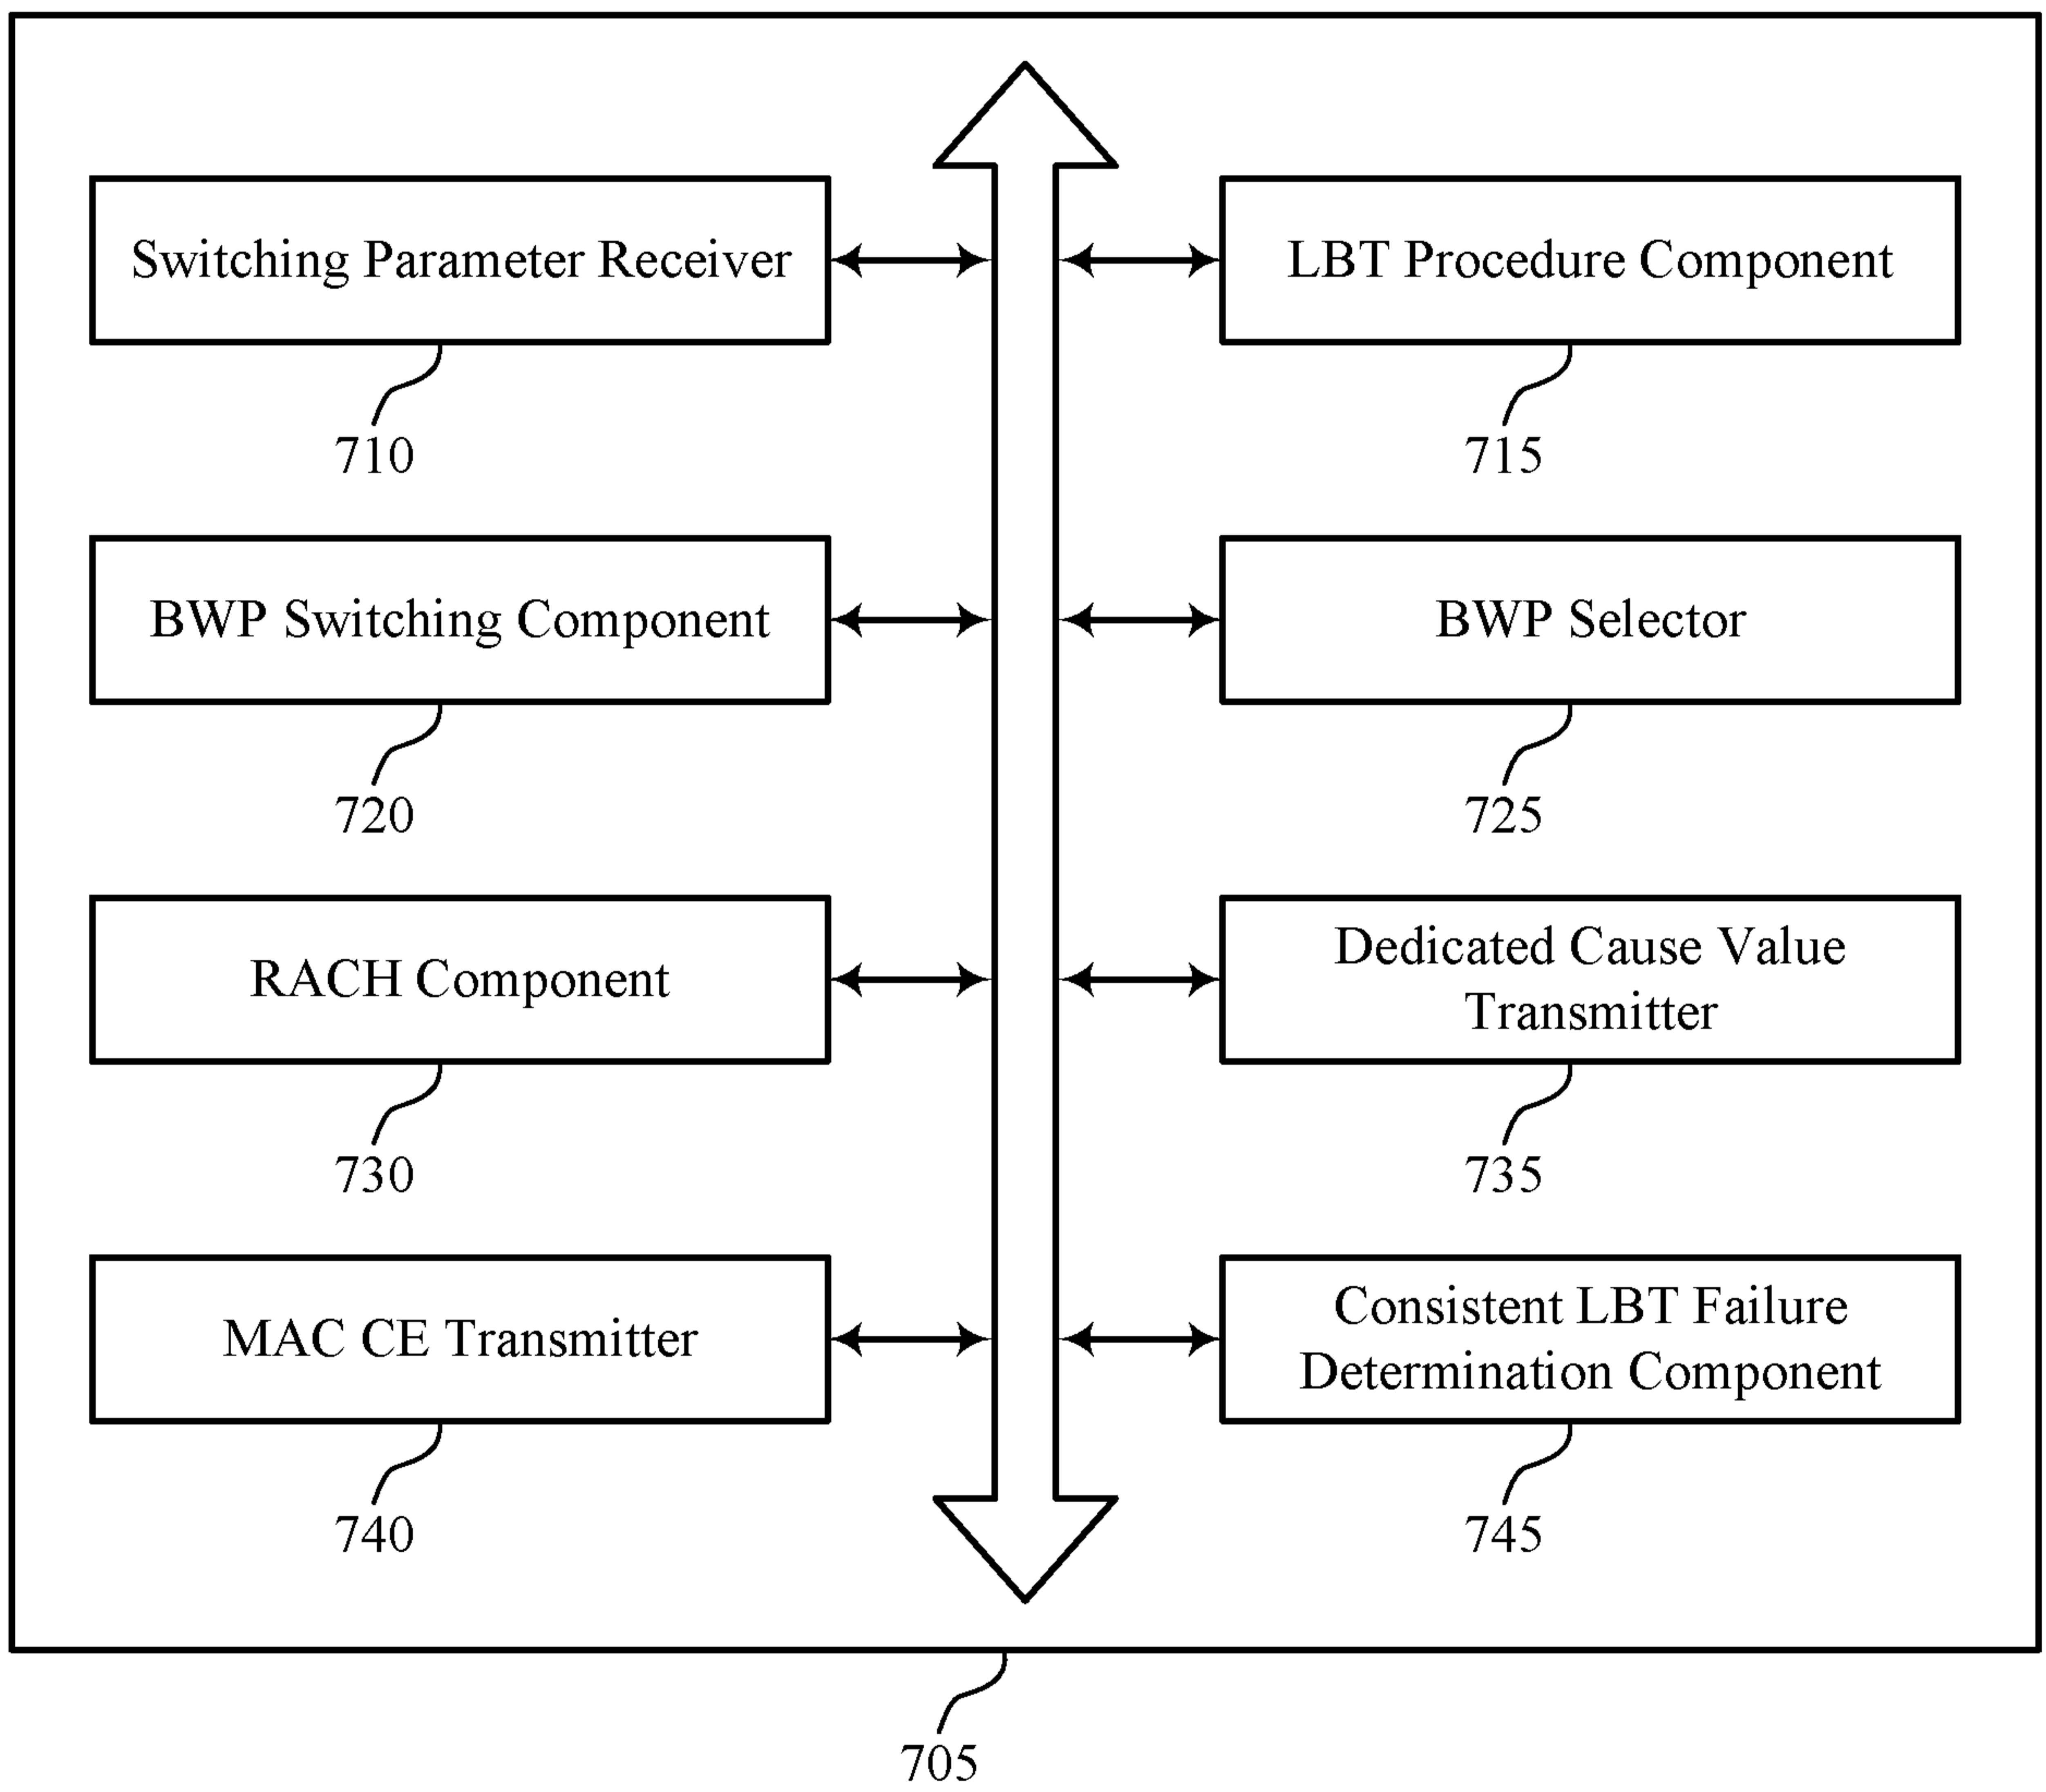 Switching Parameter Receiver
710
LBT Procedure Component
715
BWP Switching Component
720
BWP Selector
725
RACH Component
730
Dedicated Cause Value
Transmitter
735
MAC CE Transmitter
740
Consistent LBT Failure
Determination Component
745
705